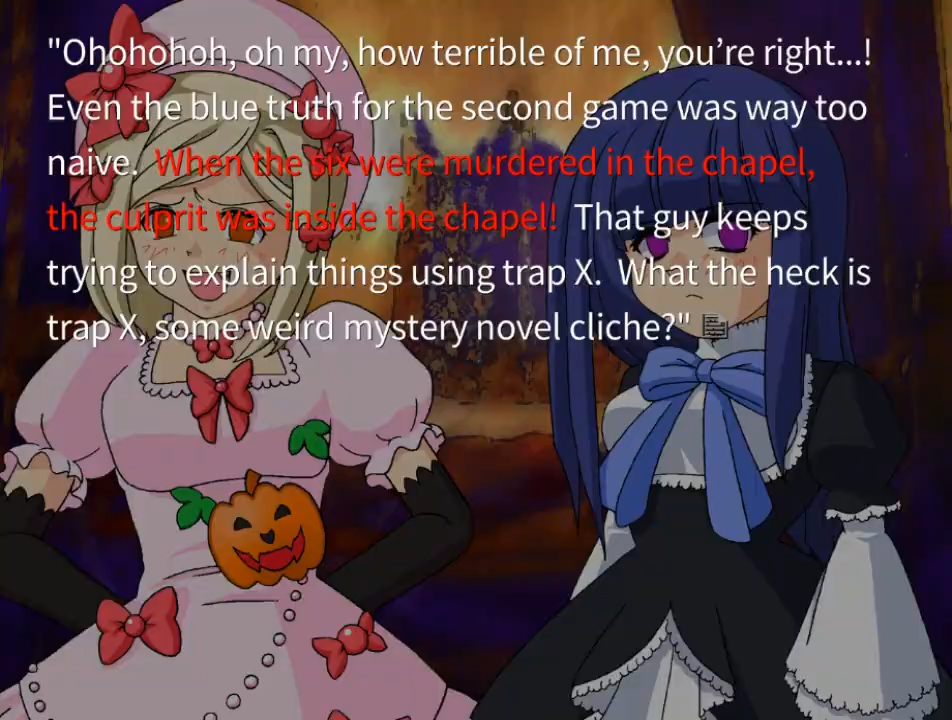 "Ohohohoh, oh my, how terrible of me, you’re right...!
Even the blue truth for the second game was way too
naive.  When the six were murdered in the chapel,
the culprit was inside the chapel!  That guy keeps
trying to explain things using trap X.  What the heck is
trap X, some weird mystery novel cliche?"